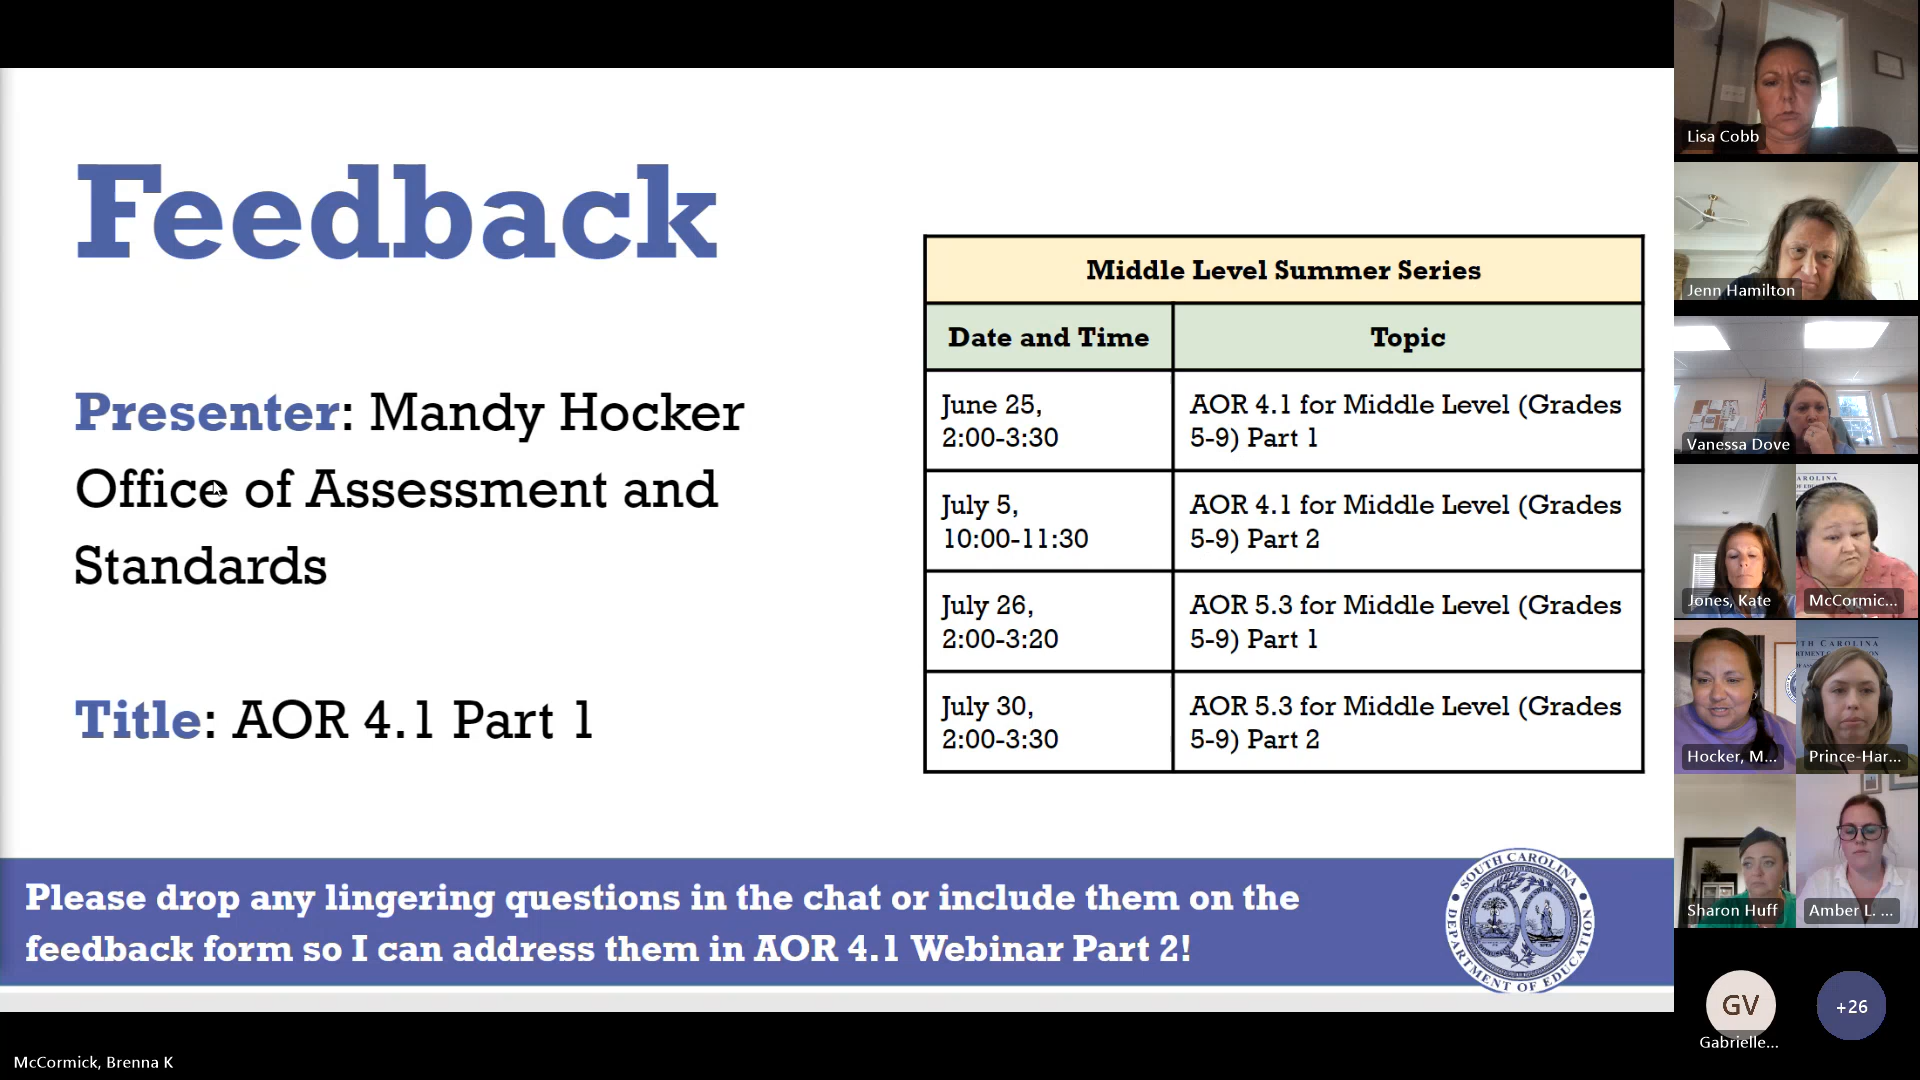 Feedback
Presenter: Mandy Hocker
Office of Assessment and
Standards
Title: AOR 4.1 Part 1
Middle Level Summer Series
Date and Time
Topic
June 25,
2:00-3:30
AOR 4.1 for Middle Level (Grades
5-9) Part 1
July 5,
10:00-11:30
AOR 4.1 for Middle Level (Grades
5-9) Part 2
July 26,
2:00-3:20
AOR 5.3 for Middle Level (Grades
5-9) Part 1
July 30,
2:00-3:30
AOR 5.3 for Middle Level (Grades
5-9) Part 2
Please drop any lingering questions in the chat or include them on the
feedback form so I can address them in AOR 4.1 Webinar Part 2!
SOUTH CAROLINA
DEPARTMENT OF EDUCATION
McCormick, Brenna K
Lisa Cobb
Jenn Hamilton
Vanessa Dove
Jones, Kate
McCormic...
Hocker, M...
Prince-Har...
Sharon Huff
Amber L. ...
GV
Gabrielle...
+26